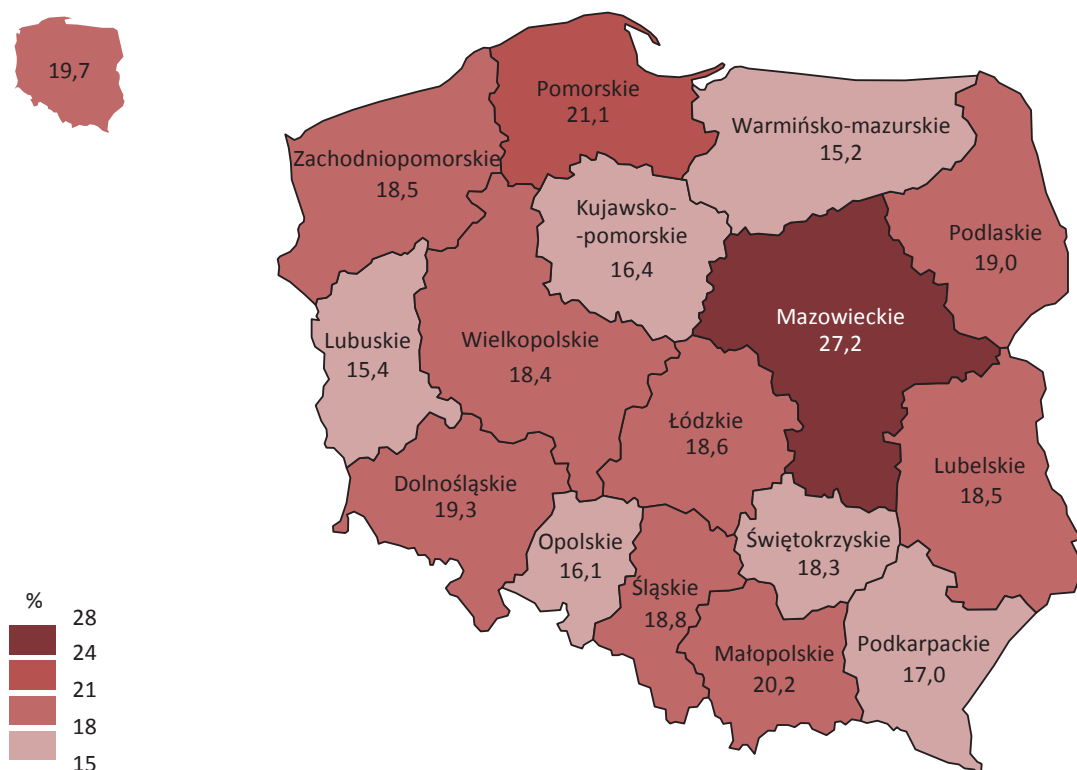 19,7
Pomorskie
21,1
Warmińsko-mazurskie
15,2
Zachodniopomorskie
18,5
Kujawsko-
-pomorskie
16,4
Podlaskie
19,0
Mazowieckie
27,2
Lubuskie
15,4
Wielkopolskie
18,4
Łódzkie
18,6
Lubelskie
18,5
Dolnośląskie
19,3
Opolskie
16,1
Świętokrzyskie
18,3
Śląskie
18,8
Małopolskie
20,2
Podkarpackie
17,0
%
28
24
21
18
15